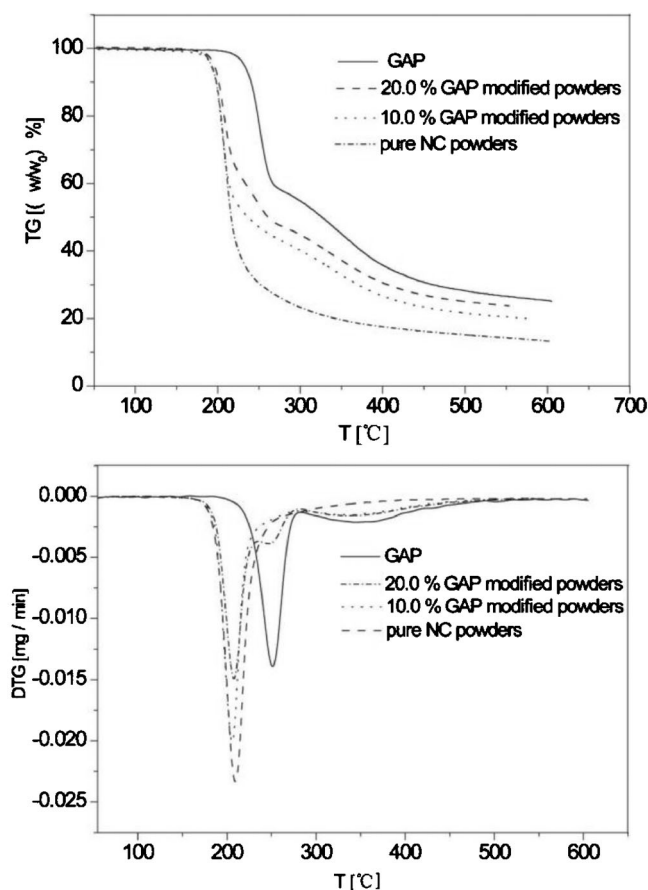 100
80
60
40
20
0
TG [( w/w0) %]
GAP
20.0 % GAP modified powders
10.0 % GAP modified powders
pure NC powders
100 200 300 400 500 600 700
T [℃]
0.000
-0.005
-0.010
-0.015
-0.020
-0.025
DTG [mg / min]
GAP
20.0 % GAP modified powders
10.0 % GAP modified powders
pure NC powders
100 200 300 400 500 600
T [℃]